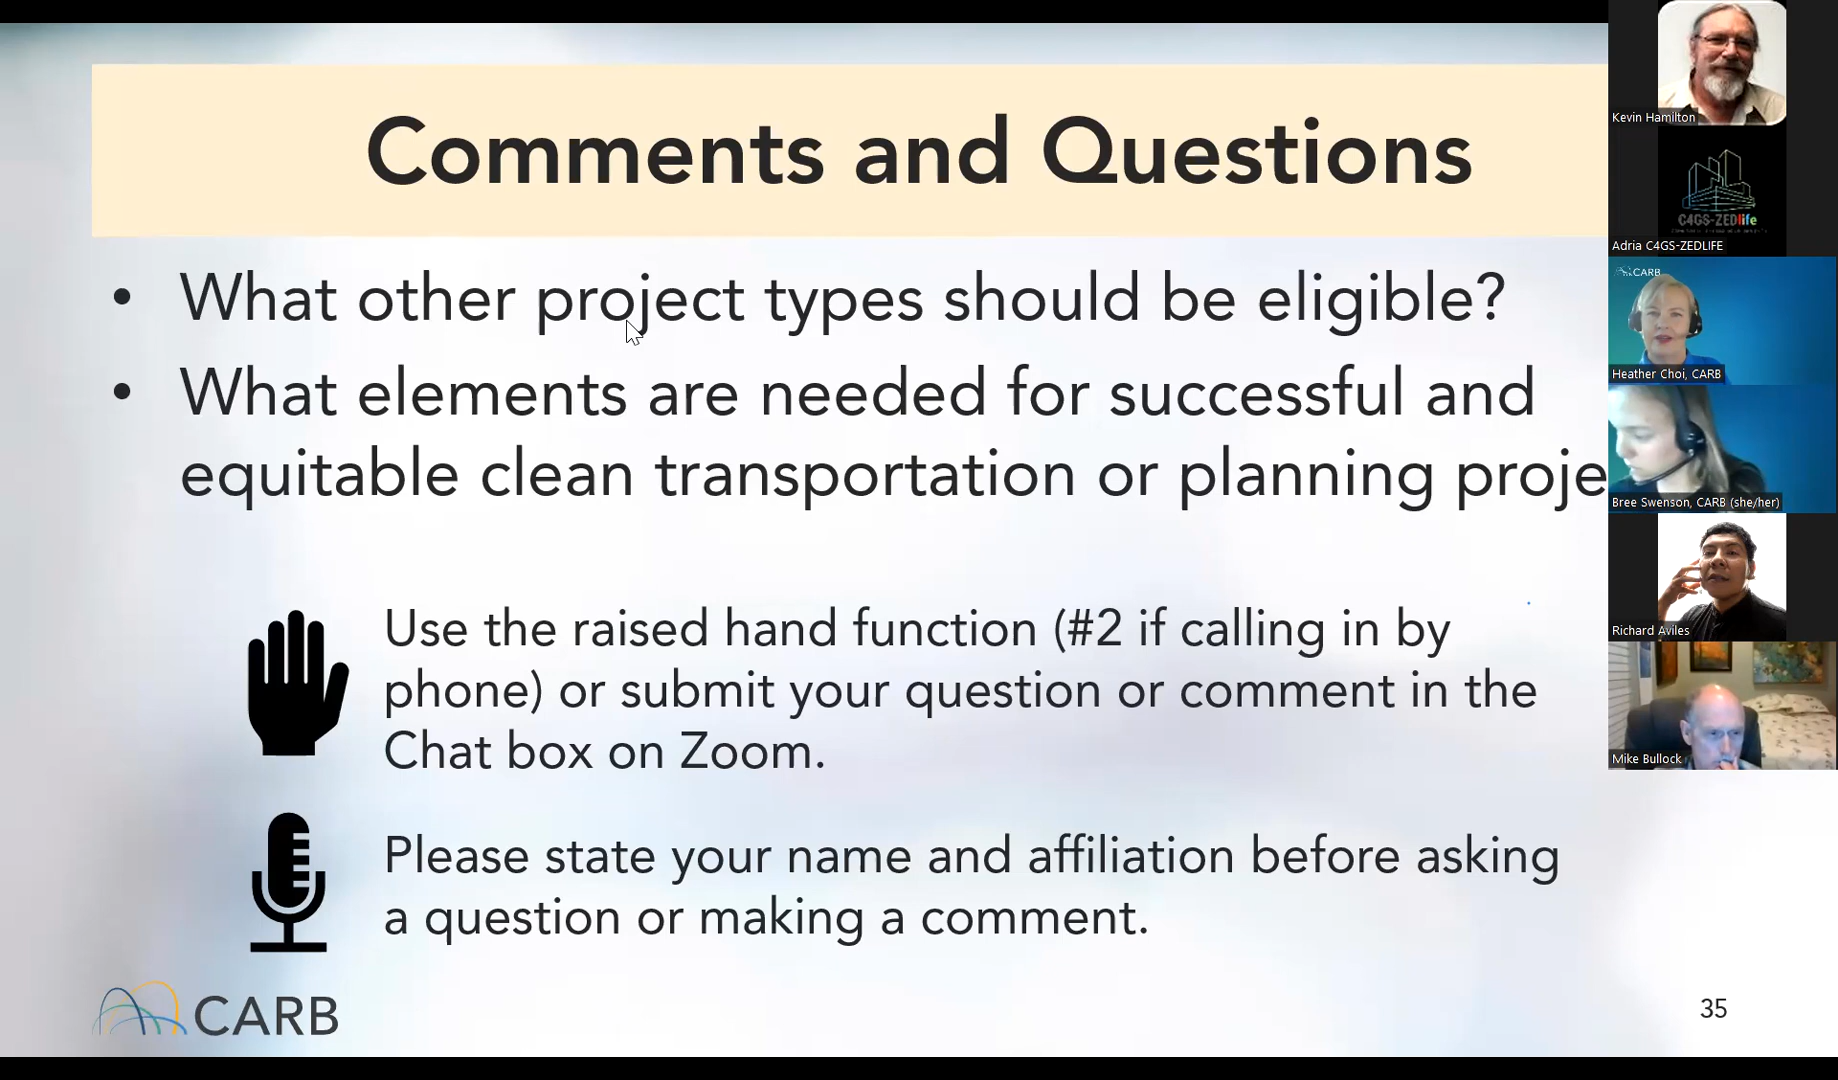 Comments and Questions
• What other project types should be eligible?
• What elements are needed for successful and
equitable clean transportation or planning proje
Use the raised hand function (#2 if calling in by
phone) or submit your question or comment in the
Chat box on Zoom.
Please state your name and affiliation before asking
a question or making a comment.
CARB
35
Kevin Hamilton
C4GS-ZEDlife
Adria C4GS-ZEDLIFE
CARB
Heather Choi, CARB
Bree Swenson, CARB (she/her)
Richard Aviles
Mike Bullock